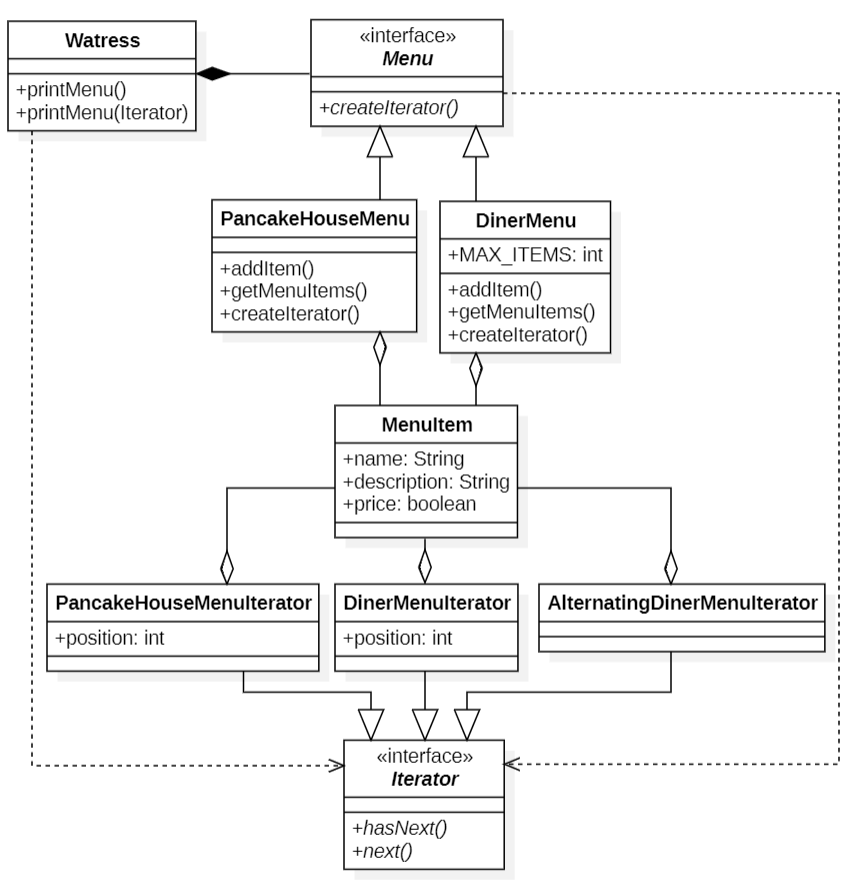 Watress
+printMenu()
+printMenu(Iterator)
«interface»
Menu
+createIterator()
PancakeHouseMenu
+addItem()
+getMenuItems()
+createIterator()
DinerMenu
+MAX_ITEMS: int
+addItem()
+getMenuItems()
+createIterator()
MenuItem
+name: String
+description: String
+price: boolean
PancakeHouseMenuIterator
+position: int
DinerMenuIterator
+position: int
AlternatingDinerMenuIterator
«interface»
Iterator
+hasNext()
+next()